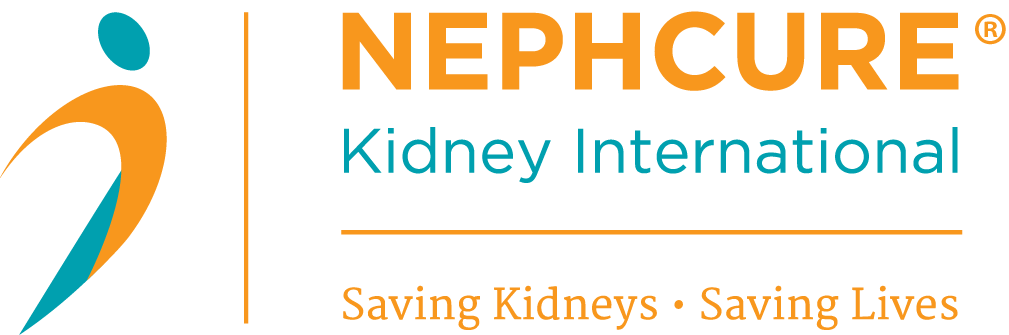 NEPHCURE®
Kidney International
Saving Kidneys • Saving Lives